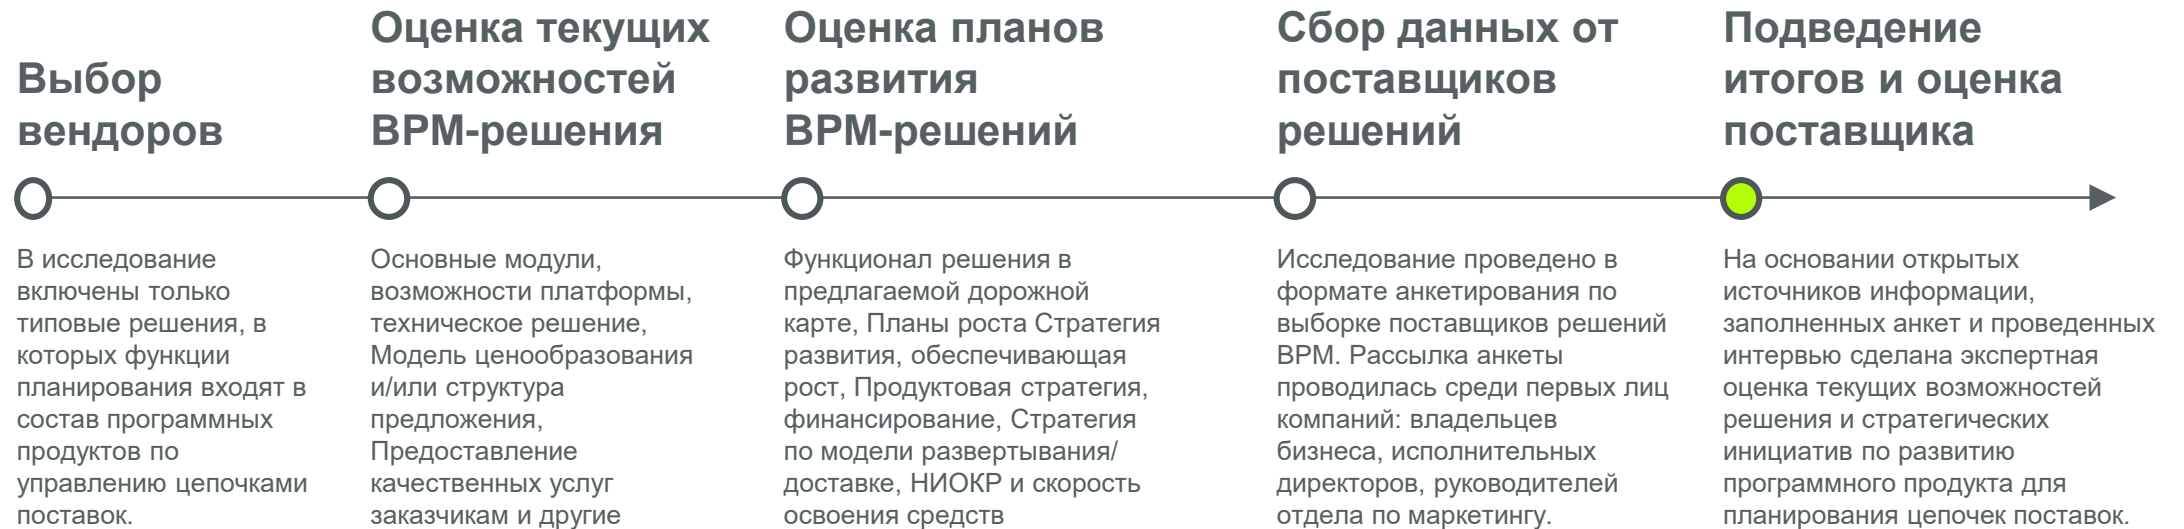 Выбор
вендоров
В исследование
включены только
типовые решения, в
которых функции
планирования входят в
состав программных
продуктов по
управлению цепочками
поставок.
Оценка текущих
возможностей
BPM-решения
Основные модули,
возможности платформы,
техническое решение,
Модель ценообразования
и/или структура
предложения,
Предоставление
качественных услуг
заказчикам и другие
Оценка планов
развития
BPM-решений
Функционал решения в
предлагаемой дорожной
карте, Планы роста Стратегия
развития, обеспечивающая
рост, Продуктовая стратегия,
финансирование, Стратегия
по модели развертывания/
доставке, НИОКР и скорость
освоения средств
Сбор данных от
поставщиков
решений
Исследование проведено в
формате анкетирования по
выборке поставщиков решений
BPM. Рассылка анкеты
проводилась среди первых лиц
компаний: владельцев
бизнеса, исполнительных
директоров, руководителей
отдела по маркетингу.
Подведение
итогов и оценка
поставщика
На основании открытых
источников информации,
заполненных анкет и проведенных
интервью сделана экспертная
оценка текущих возможностей
решения и стратегических
инициатив по развитию
программного продукта для
планирования цепочек поставок.